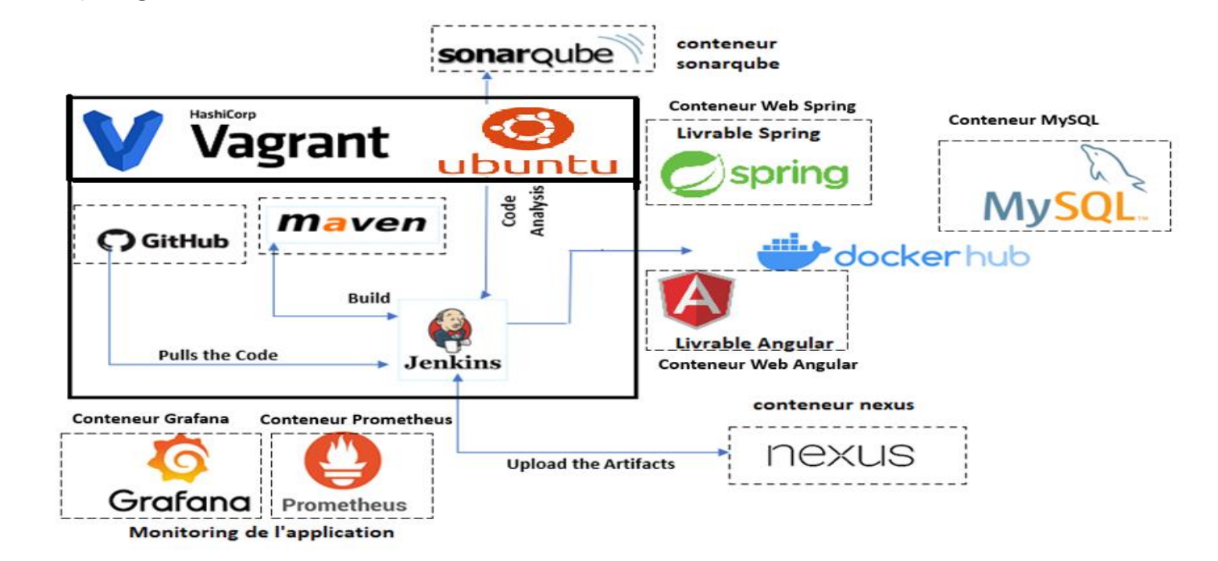 sonarqube
conteneur
sonarqube
HashiCorp
Vagrant
ubuntu
Conteneur Web Spring
Livrable Spring
spring
Conteneur MySQL
MySQL
TM
GitHub
maven
Code
Analysis
dockerhub
Build
Jenkins
Pulls the Code
Livrable Angular
Conteneur Web Angular
Conteneur Grafana
Conteneur Prometheus
Grafana
Prometheus
Monitoring de l'application
Upload the Artifacts
conteneur nexus
nexus